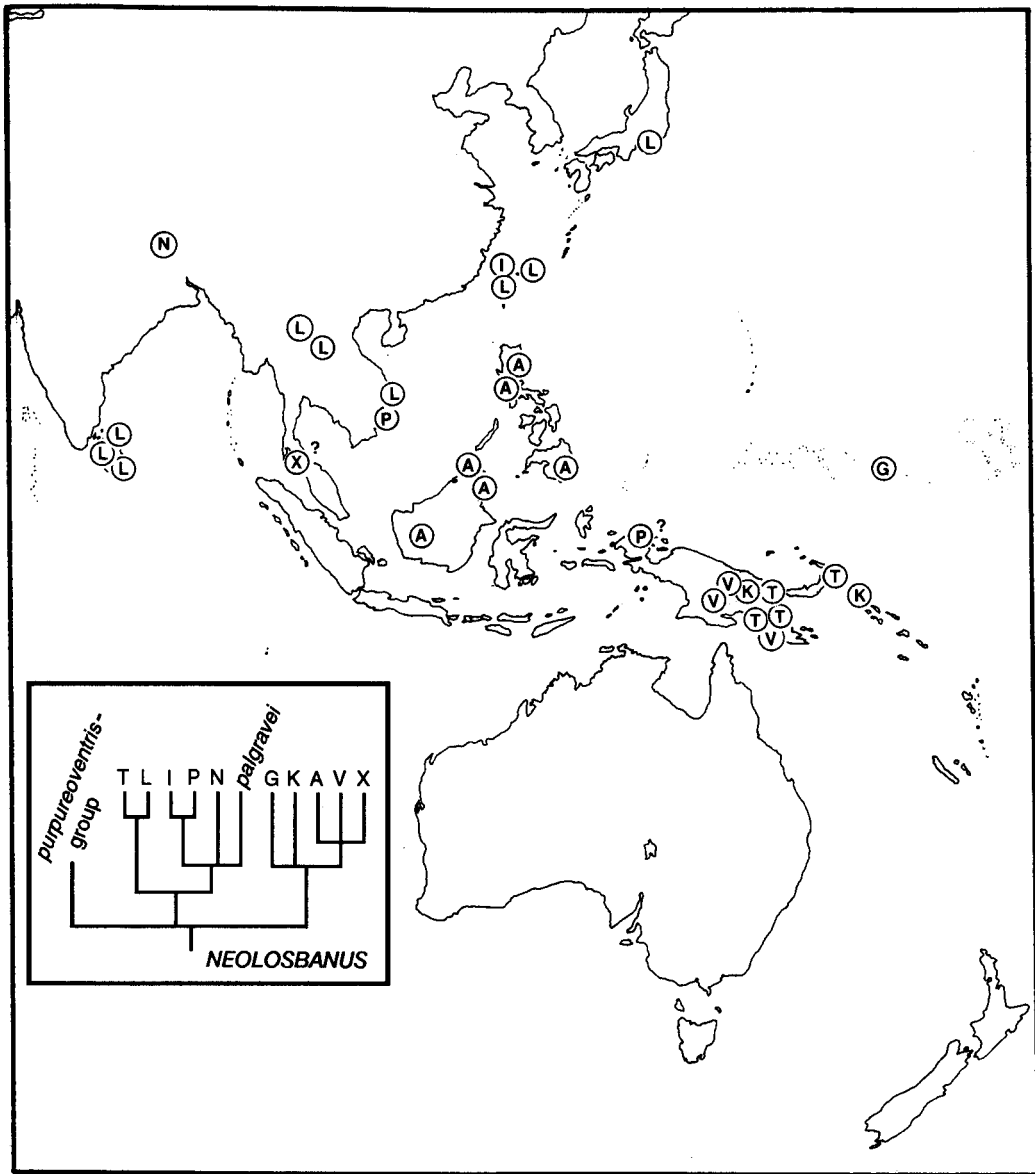 L
N
I L
L
L
L
A
A
L
P
L
L
L
X ?
A
A
A
G
A
P ?
V K T
V
T K
T T
V
purpureoventris-
group
T L I P N palgravei G K A V X
NEOLOSBANUS